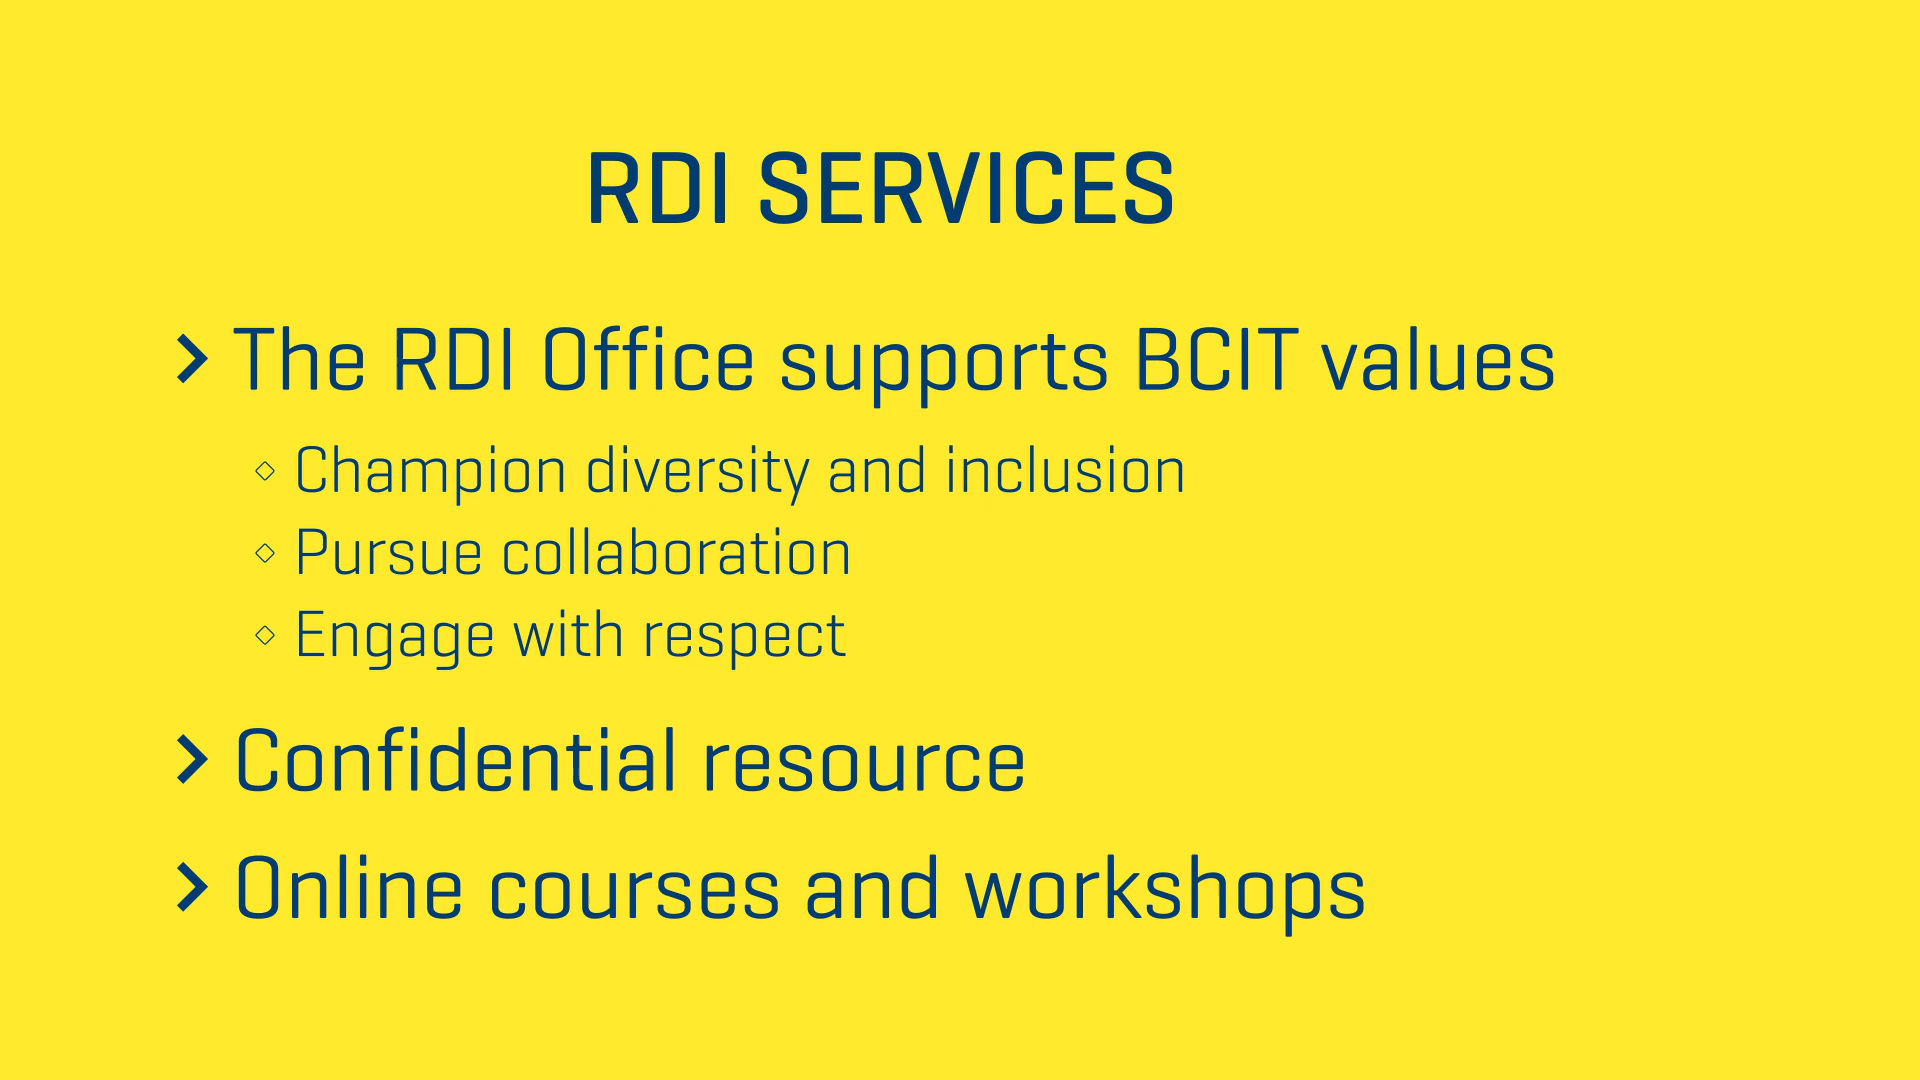 RDI SERVICES
The RDI Office supports BCIT values
Champion diversity and inclusion
Pursue collaboration
Engage with respect
Confidential resource
Online courses and workshops